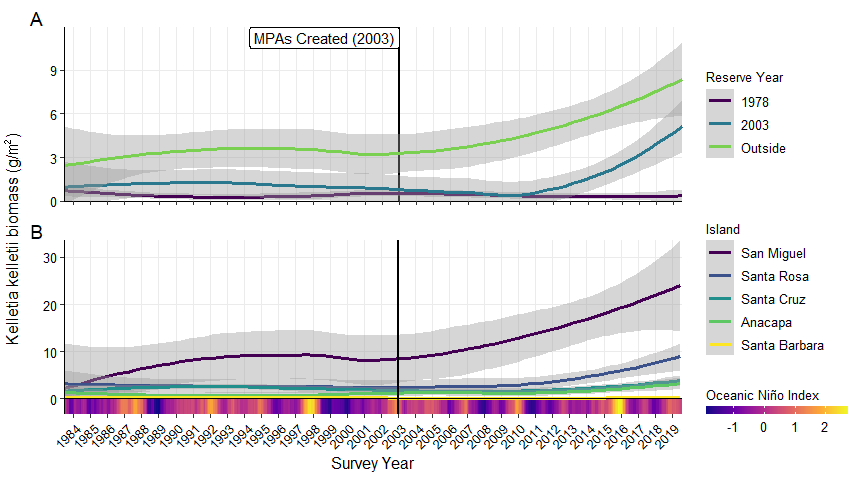 A
MPAs Created (2003)
9
6
3
0
Reserve Year
1978
2003
Outside
Kelletia kelletii biomass (g/m²)
B
30
20
10
0
Island
San Miguel
Santa Rosa
Santa Cruz
Anacapa
Santa Barbara
Oceanic Niño Index
-1 0 1 2
1984 1985 1986 1987 1988 1989 1990 1991 1992 1993 1994 1995 1996 1997 1998 1999 2000 2001 2002 2003 2004 2005 2006 2007 2008 2009 2010 2011 2012 2013 2014 2015 2016 2017 2018 2019
Survey Year